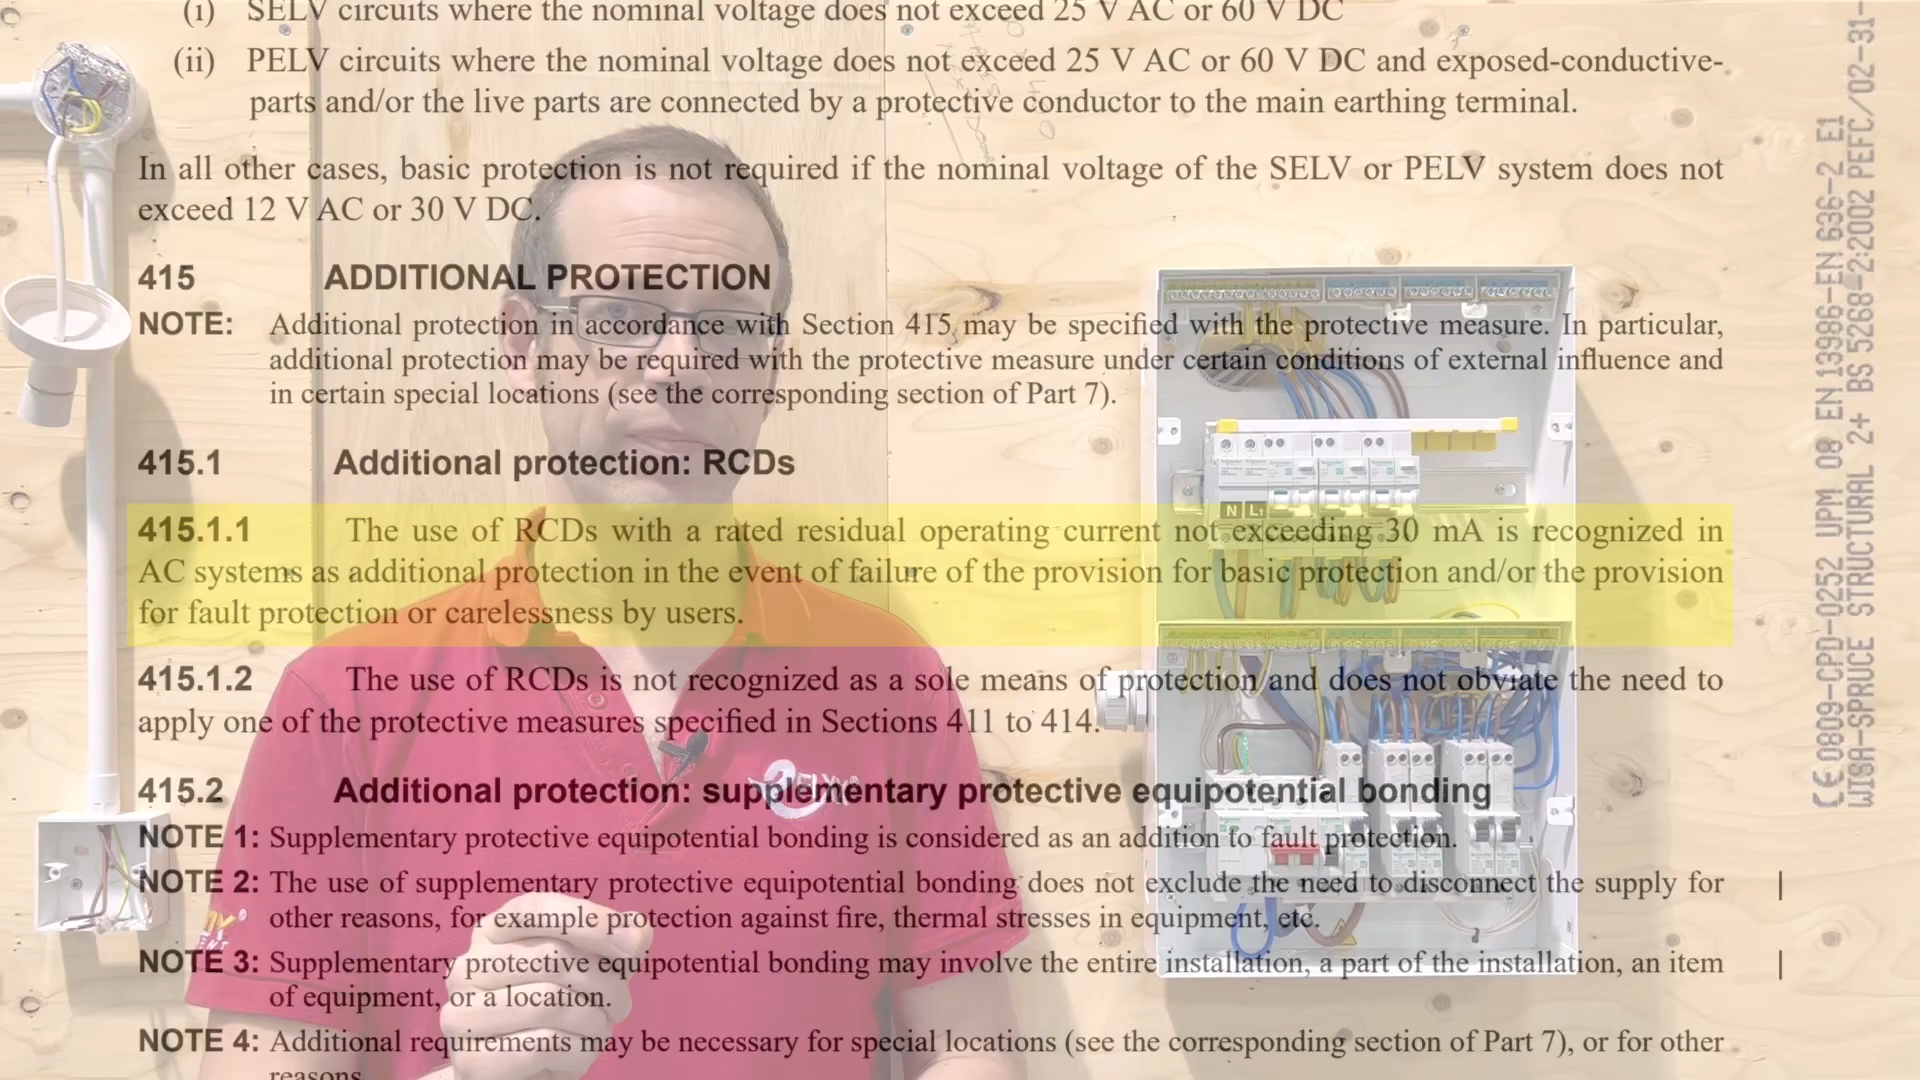 (i) SELV circuits where the nominal voltage does not exceed 25 V AC or 60 V DC
(ii) PELV circuits where the nominal voltage does not exceed 25 V AC or 60 V DC and exposed-conductive-
parts and/or the live parts are connected by a protective conductor to the main earthing terminal.
In all other cases, basic protection is not required if the nominal voltage of the SELV or PELV system does not
exceed 12 V AC or 30 V DC.
415 ADDITIONAL PROTECTION
NOTE: Additional protection in accordance with Section 415 may be specified with the protective measure. In particular,
additional protection may be required with the protective measure under certain conditions of external influence and
in certain special locations (see the corresponding section of Part 7).
415.1 Additional protection: RCDs
415.1.1 The use of RCDs with a rated residual operating current not exceeding 30 mA is recognized in
AC systems as additional protection in the event of failure of the provision for basic protection and/or the provision
for fault protection or carelessness by users.
415.1.2 The use of RCDs is not recognized as a sole means of protection and does not obviate the need to
apply one of the protective measures specified in Sections 411 to 414.
415.2 Additional protection: supplementary protective equipotential bonding
NOTE 1: Supplementary protective equipotential bonding is considered as an addition to fault protection.
NOTE 2: The use of supplementary protective equipotential bonding does not exclude the need to disconnect the supply for
other reasons, for example protection against fire, thermal stresses in equipment, etc.
NOTE 3: Supplementary protective equipotential bonding may involve the entire installation, a part of the installation, an item
of equipment, or a location.
NOTE 4: Additional requirements may be necessary for special locations (see the corresponding section of Part 7), or for other
reasons.
N L1
CE 0809-CPD-0252 UPM 08 EN 13986-EN 636-2 E1
WISA-SPRUCE STRUCTURAL 2+ BS 5268-2:2002 PEFC/02-31-